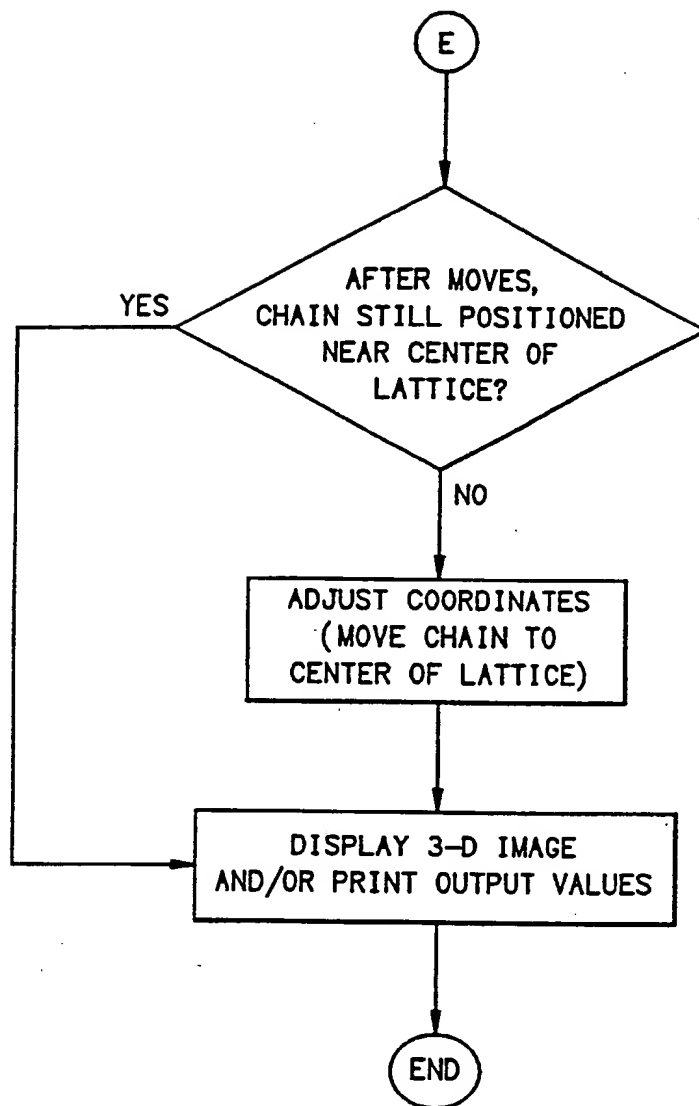 E
AFTER MOVES,
CHAIN STILL POSITIONED
NEAR CENTER OF
LATTICE?
YES
NO
ADJUST COORDINATES
(MOVE CHAIN TO
CENTER OF LATTICE)
DISPLAY 3-D IMAGE
AND/OR PRINT OUTPUT VALUES
END